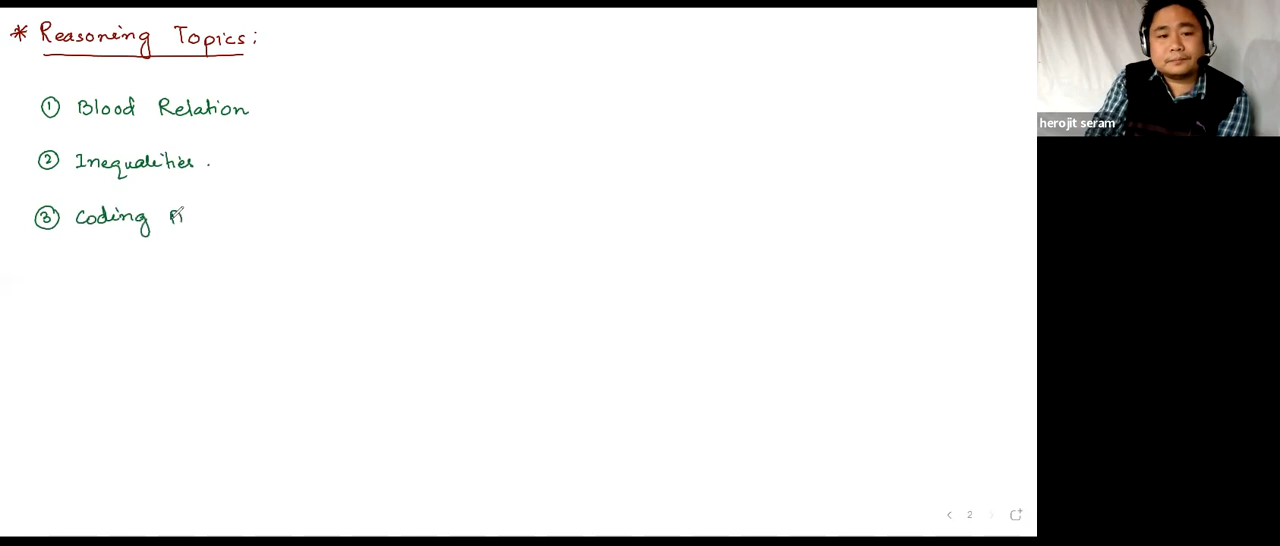 * Reasoning Topics:
① Blood Relation
② Inequalities.
③ Coding
herojit seram
2